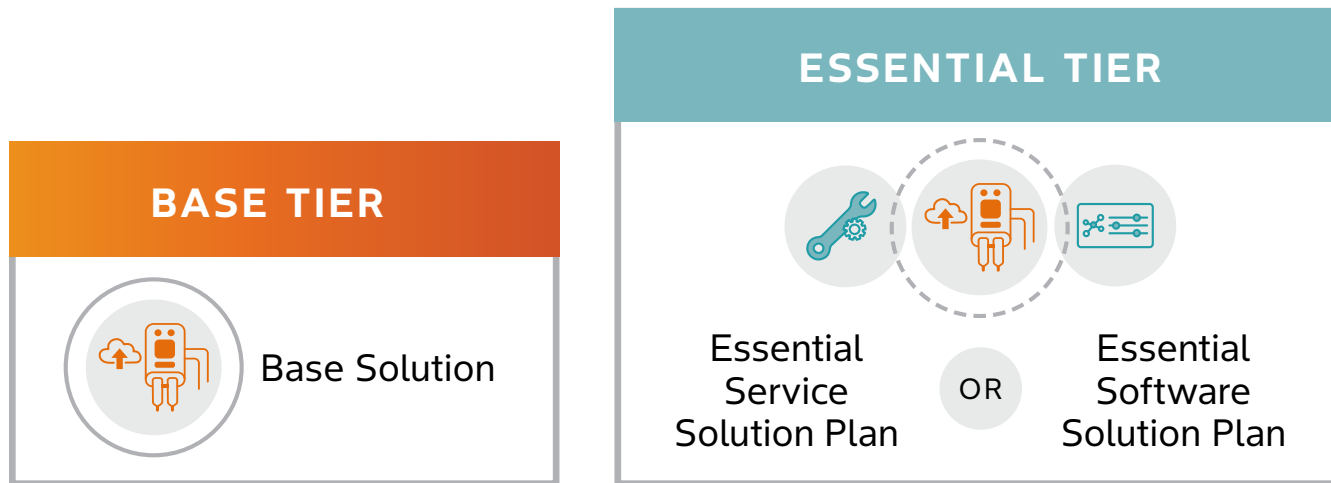 BASE TIER
Base Solution
ESSENTIAL TIER
Essential
Service
Solution Plan
OR
Essential
Software
Solution Plan